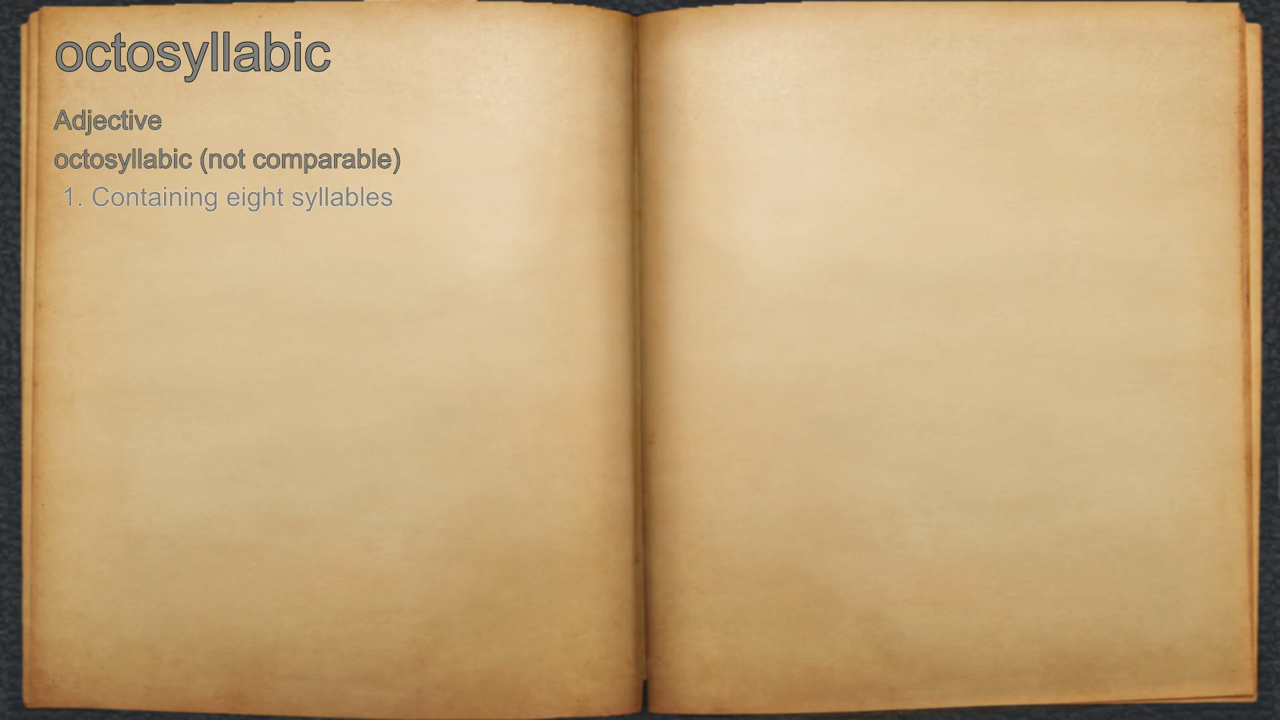 octosyllabic
Adjective
octosyllabic (not comparable)
1. Containing eight syllables